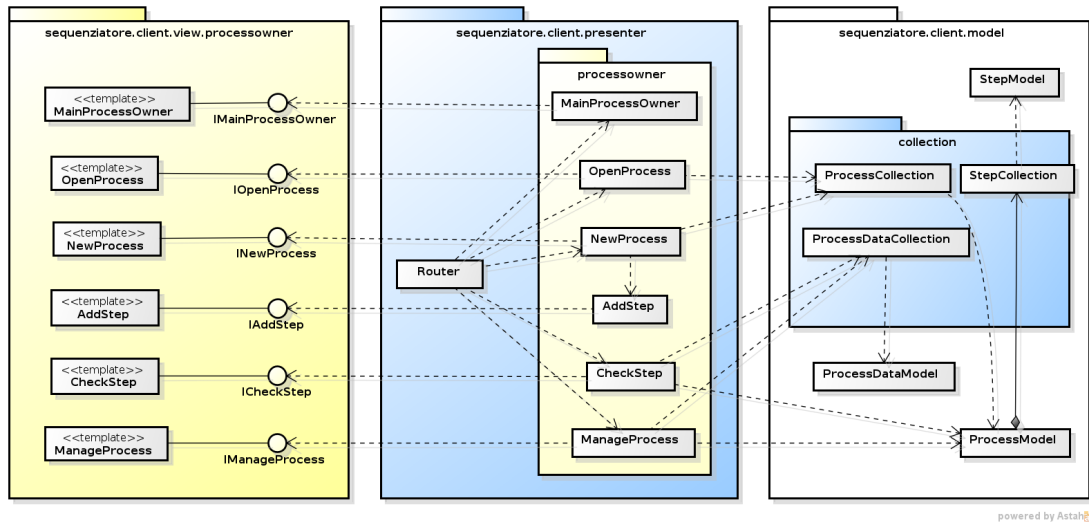 sequenziatore.client.view.processowner
<<template>>
MainProcessOwner
IMainProcessOwner
<<template>>
OpenProcess
IOpenProcess
<<template>>
NewProcess
INewProcess
<<template>>
AddStep
IAddStep
<<template>>
CheckStep
ICheckStep
<<template>>
ManageProcess
IManageProcess
sequenziatore.client.presenter
processowner
MainProcessOwner
OpenProcess
NewProcess
Router
AddStep
CheckStep
ManageProcess
sequenziatore.client.model
StepModel
collection
ProcessCollection
StepCollection
ProcessDataCollection
ProcessDataModel
ProcessModel
powered by Astah